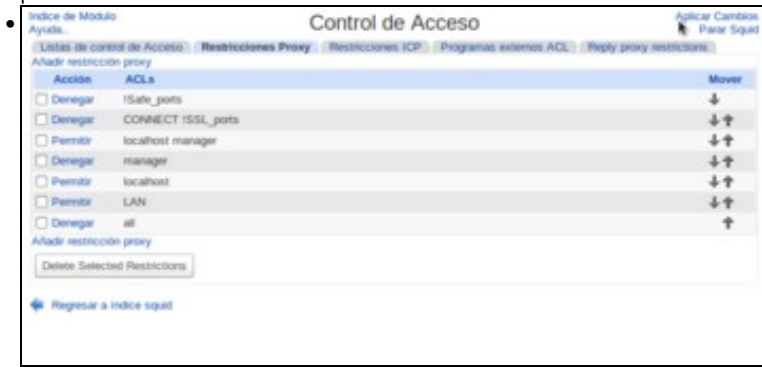 Indice de Módulo
Ayuda..
Control de Acceso
Aplicar Cambios
Parar Squid
Listas de control de Acceso Restricciones Proxy Restricciones ICP Programas externos ACL Reply proxy restrictions
Añadir restricción proxy
Acción ACLs Mover
Denegar !Safe_ports
Denegar CONNECT !SSL_ports
Permitir localhost manager
Denegar manager
Permitir localhost
Permitir LAN
Denegar all
Añadir restricción proxy
Delete Selected Restrictions
Regresar a índice squid